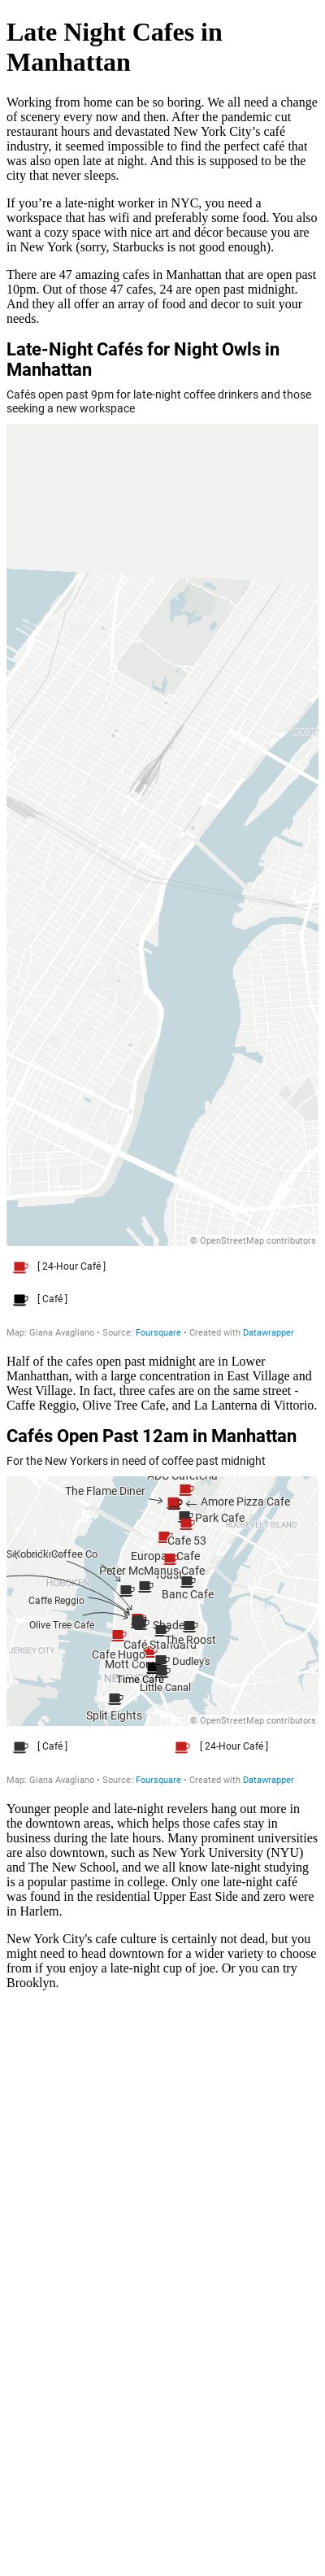 Late Night Cafes in
Manhattan
Working from home can be so boring. We all need a change
of scenery every now and then. After the pandemic cut
restaurant hours and devastated New York City’s café
industry, it seemed impossible to find the perfect café that
was also open late at night. And this is supposed to be the
city that never sleeps.
If you’re a late-night worker in NYC, you need a
workspace that has wifi and preferably some food. You also
want a cozy space with nice art and décor because you are
in New York (sorry, Starbucks is not good enough).
There are 47 amazing cafes in Manhattan that are open past
10pm. Out of those 47 cafes, 24 are open past midnight.
And they all offer an array of food and decor to suit your
needs.
Late-Night Cafés for Night Owls in
Manhattan
Cafés open past 9pm for late-night coffee drinkers and those
seeking a new workspace
© OpenStreetMap contributors
[ 24-Hour Café ]
[ Café ]
Map: Giana Avagliano • Source: Foursquare • Created with Datawrapper
Half of the cafes open past midnight are in Lower
Manhatthan, with a large concentration in East Village and
West Village. In fact, three cafes are on the same street -
Caffe Reggio, Olive Tree Cafe, and La Lanterna di Vittorio.
Cafés Open Past 12am in Manhattan
For the New Yorkers in need of coffee past midnight
ABC Cafeteria
The Flame Diner
Amore Pizza Cafe
Park Cafe
ROOSEVELT ISLAND
Cafe 53
Europan Cafe
Kobrick Coffee Co
Peter McManus Cafe
HOBOKEN
Banc Cafe
Caffe Reggio
Olive Tree Cafe
The Roost
Café Standard
JERSEY CITY
Cafe Hugo
Dudley's
Mott Corner
Time Cafe
Little Canal
Split Eights
© OpenStreetMap contributors
[ Café ]
[ 24-Hour Café ]
Map: Giana Avagliano • Source: Foursquare • Created with Datawrapper
Younger people and late-night revelers hang out more in
the downtown areas, which helps those cafes stay in
business during the late hours. Many prominent universities
are also downtown, such as New York University (NYU)
and The New School, and we all know late-night studying
is a popular pastime in college. Only one late-night café
was found in the residential Upper East Side and zero were
in Harlem.
New York City's cafe culture is certainly not dead, but you
might need to head downtown for a wider variety to choose
from if you enjoy a late-night cup of joe. Or you can try
Brooklyn.